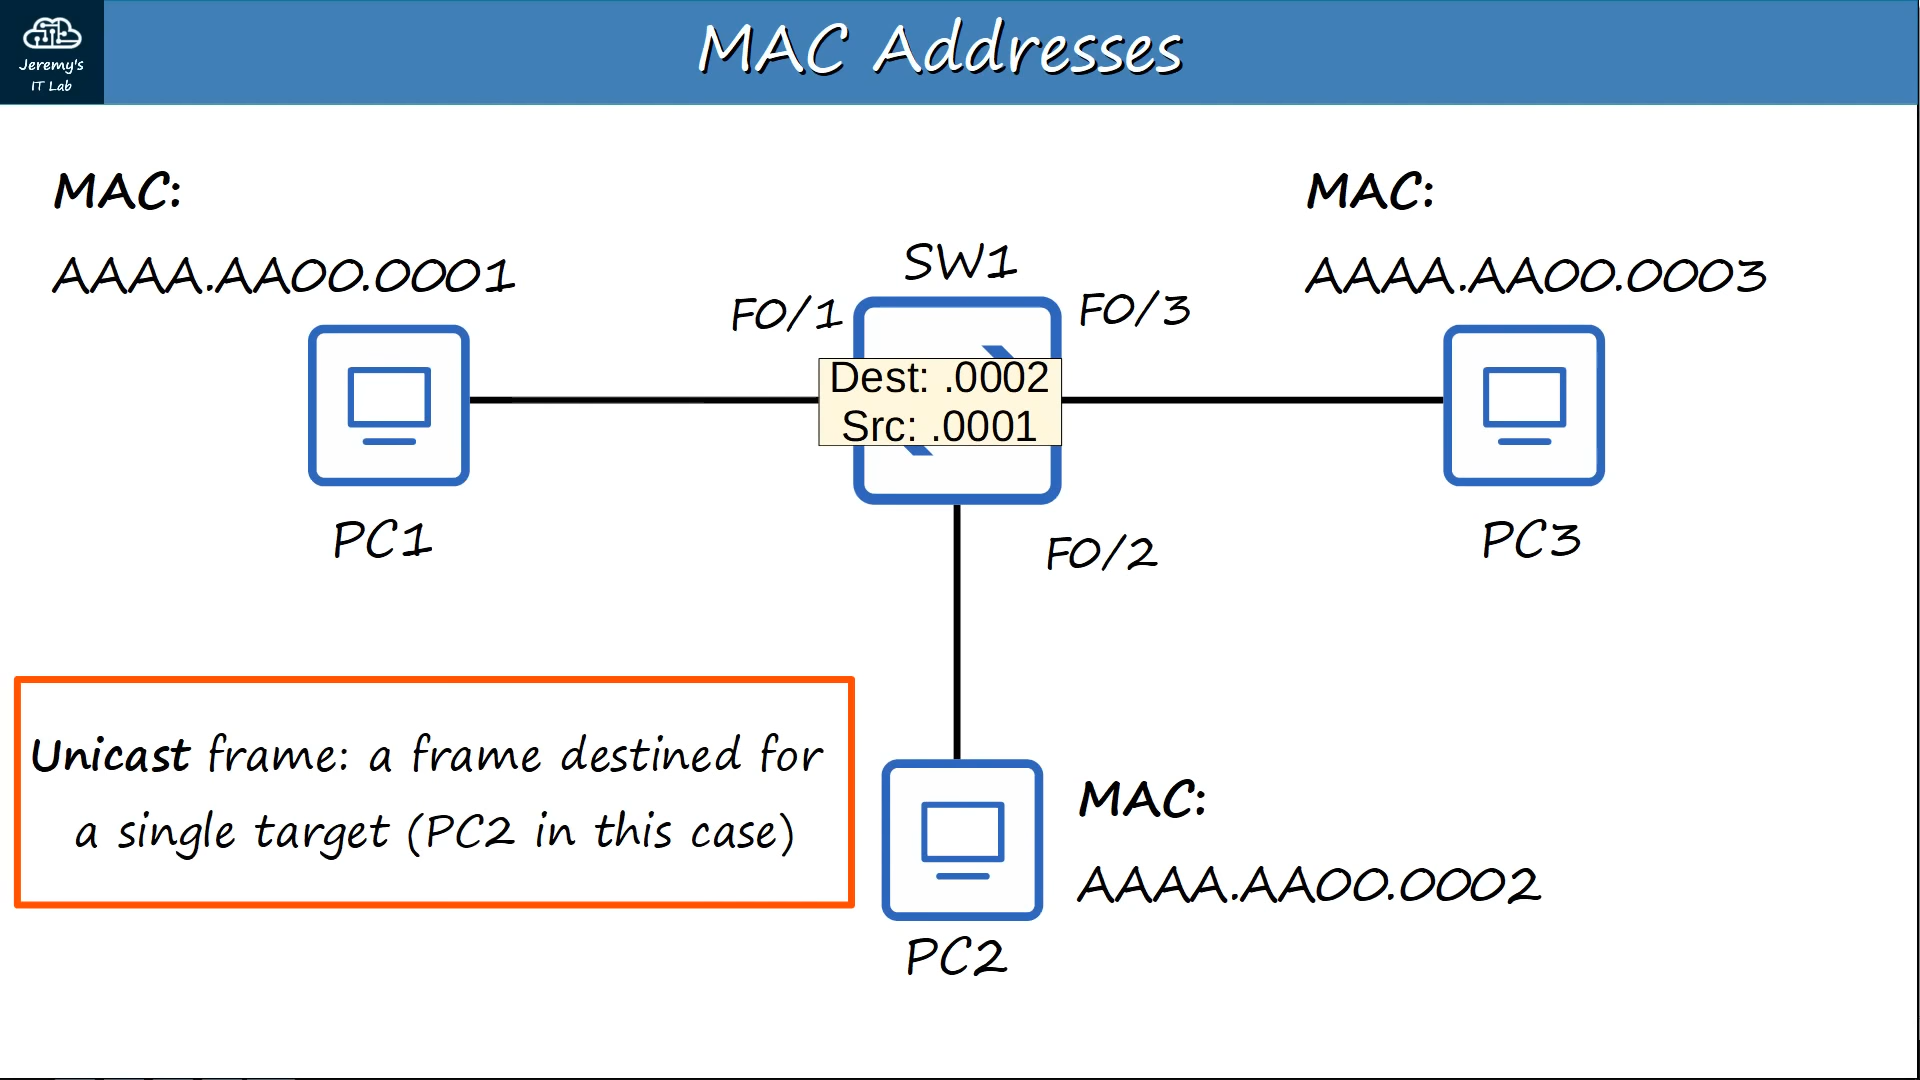 Jeremy's
IT Lab
MAC Addresses
MAC:
AAAA.AA00.0001
PC1
SW1
F0/1
F0/3
Dest: .0002
Src: .0001
F0/2
MAC:
AAAA.AA00.0003
PC3
Unicast frame: a frame destined for
a single target (PC2 in this case)
MAC:
AAAA.AA00.0002
PC2